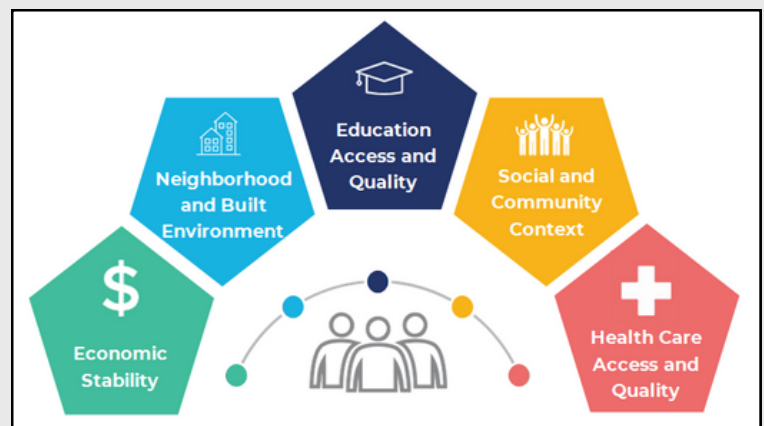 Economic
Stability
Neighborhood
and Built
Environment
Education
Access and
Quality
Social and
Community
Context
Health Care
Access and
Quality